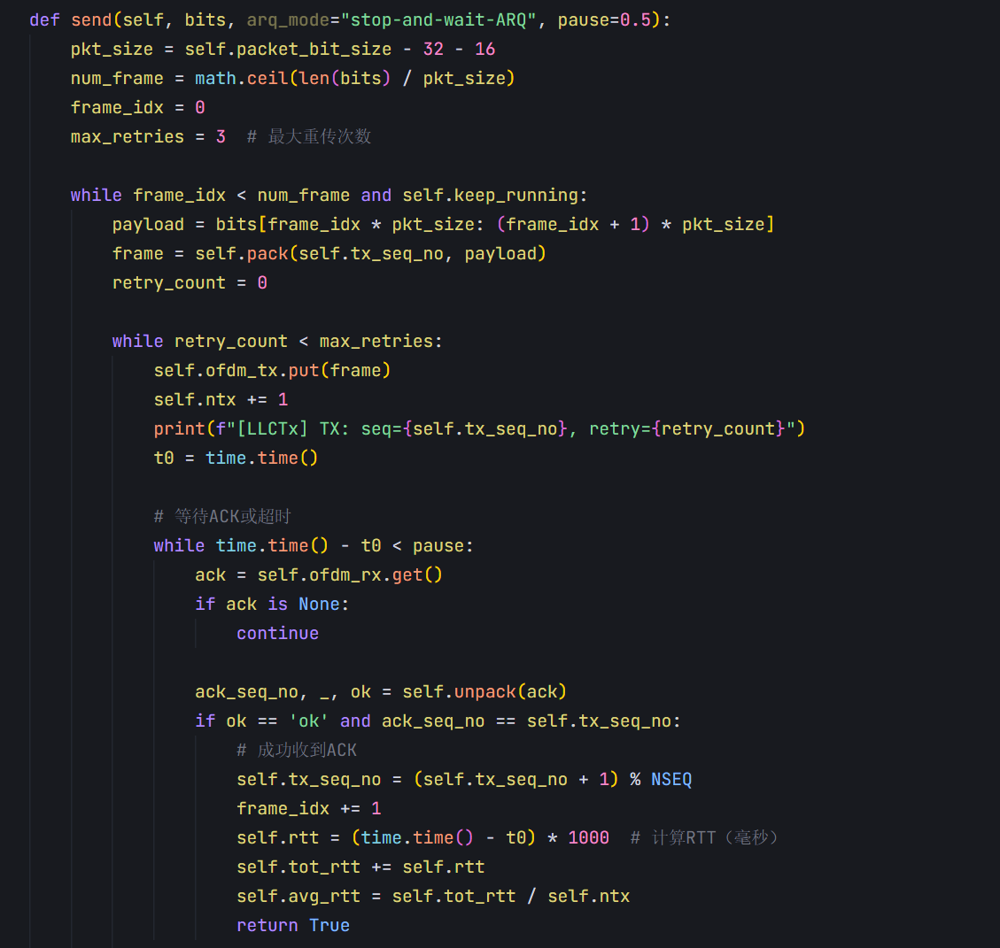 def send(self, bits, arq_mode="stop-and-wait-ARQ", pause=0.5):
pkt_size = self.packet_bit_size - 32 - 16
num_frame = math.ceil(len(bits) / pkt_size)
frame_idx = 0
max_retries = 3  # 最大重传次数
while frame_idx < num_frame and self.keep_running:
payload = bits[frame_idx * pkt_size: (frame_idx + 1) * pkt_size]
frame = self.pack(self.tx_seq_no, payload)
retry_count = 0
while retry_count < max_retries:
self.ofdm_tx.put(frame)
self.ntx += 1
print(f"[LLCTx] TX: seq={self.tx_seq_no}, retry={retry_count}")
t0 = time.time()
# 等待ACK或超时
while time.time() - t0 < pause:
ack = self.ofdm_rx.get()
if ack is None:
continue
ack_seq_no, _, ok = self.unpack(ack)
if ok == 'ok' and ack_seq_no == self.tx_seq_no:
# 成功收到ACK
self.tx_seq_no = (self.tx_seq_no + 1) % NSEQ
frame_idx += 1
self.rtt = (time.time() - t0) * 1000  # 计算RTT（毫秒）
self.tot_rtt += self.rtt
self.avg_rtt = self.tot_rtt / self.ntx
return True